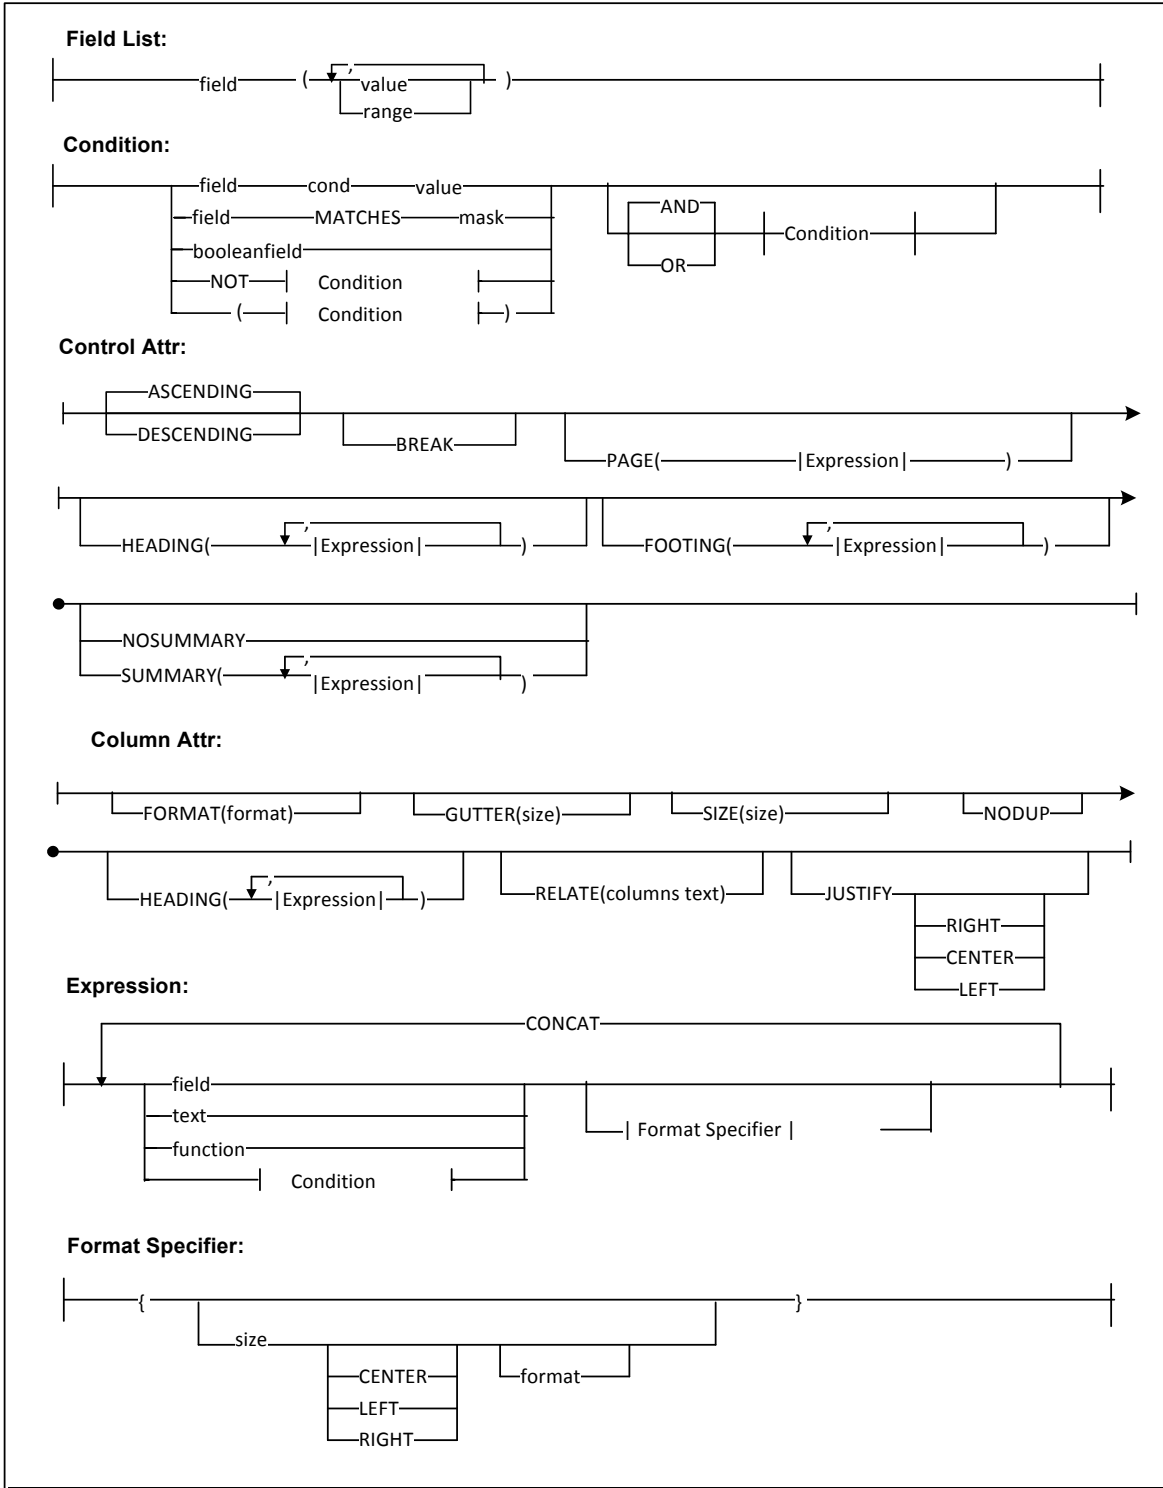 Field List:
,
field ( value )
range
Condition:
field cond value
field MATCHES mask
booleanfield
NOT Condition
( Condition )
AND
OR
Condition
Control Attr:
ASCENDING
DESCENDING
BREAK
PAGE( |Expression| )
,
HEADING( |Expression| )
,
FOOTING( |Expression| )
NOSUMMARY
,
SUMMARY( |Expression| )
Column Attr:
FORMAT(format) GUTTER(size) SIZE(size) NODUP
,
HEADING( |Expression| ) RELATE(columns text) JUSTIFY
RIGHT
CENTER
LEFT
Expression:
CONCAT
field
text
function
Condition
| Format Specifier |
Format Specifier:
{ }
size
CENTER format
LEFT
RIGHT